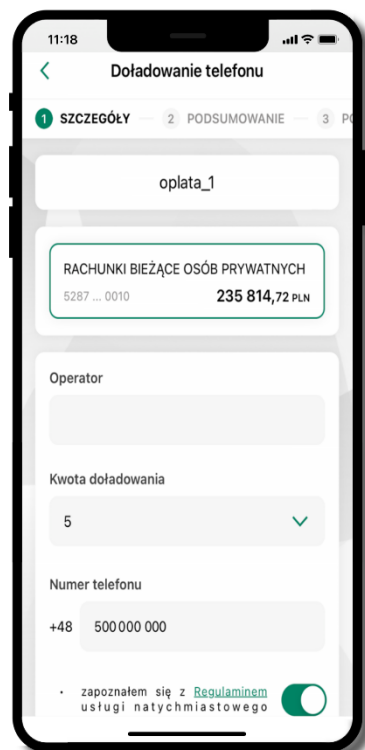 11:18
Doładowanie telefonu
1 SZCZEGÓŁY 2 PODSUMOWANIE 3
oplata_1
RACHUNKI BIEŻĄCE OSÓB PRYWATNYCH
5287 ... 0010 235 814,72 PLN
Operator
Kwota doładowania
5
Numer telefonu
+48 500 000 000
· zapoznałem się z Regulaminem
usługi natychmiastowego